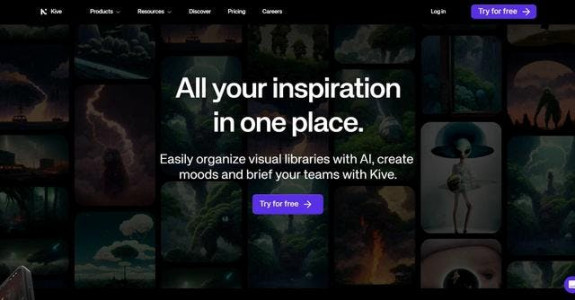 Kive
Products
Resources
Discover
Pricing
Careers
Log in
Try for free
All your inspiration
in one place.
Easily organize visual libraries with AI, create
moods and brief your teams with Kive.
Try for free